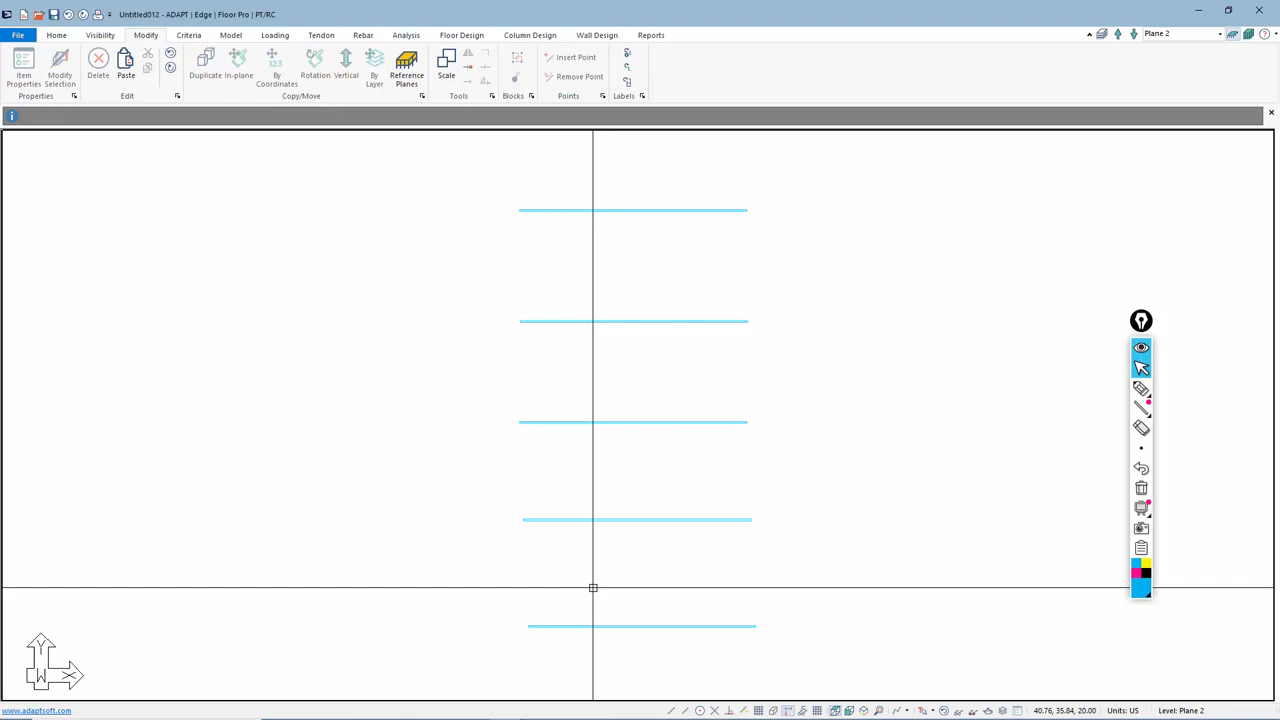 Untitled012 - ADAPT | Edge | Floor Pro | PT/RC
File Home Visibility Modify Criteria Model Loading Tendon Rebar Analysis Floor Design Column Design Wall Design Reports Plane 2
Item Properties
Modify Selection
Delete
Paste
Duplicate
In-plane
By Coordinates
Rotation
Vertical
By Layer
Reference Planes
Scale
Insert Point
Remove Point
Properties Edit Copy/Move Tools Blocks Points Labels
Y
W X
www.adaptsoft.com 40.76, 35.84, 20.00 Units: US Level: Plane 2